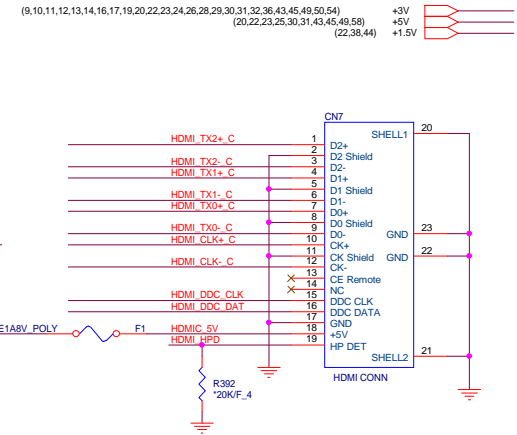 (9,10,11,12,13,14,16,17,19,20,22,23,24,26,28,29,30,31,32,36,43,45,49,50,54) +3V
(20,22,23,25,30,31,43,45,49,58) +5V
(22,38,44) +1.5V
CN7
SHELL1 20
HDMI_TX2+_C 1 D2+
2 D2 Shield
HDMI_TX2-_C 3 D2-
HDMI_TX1+_C 4 D1+
5 D1 Shield
HDMI_TX1-_C 6 D1-
HDMI_TX0+_C 7 D0+
8 D0 Shield
HDMI_TX0-_C 9 D0- GND 23
HDMI_CLK+_C 10 CK+
11 CK Shield GND 22
HDMI_CLK-_C 12 CK-
13 CE Remote
14 NC
HDMI_DDC_CLK 15 DDC CLK
HDMI_DDC_DAT 16 DDC DATA
17 GND
E1A8V_POLY F1 HDMIC_5V 18 +5V
HDMI_HPD 19 HP DET
SHELL2 21
HDMI CONN
R392
*20K/F_4